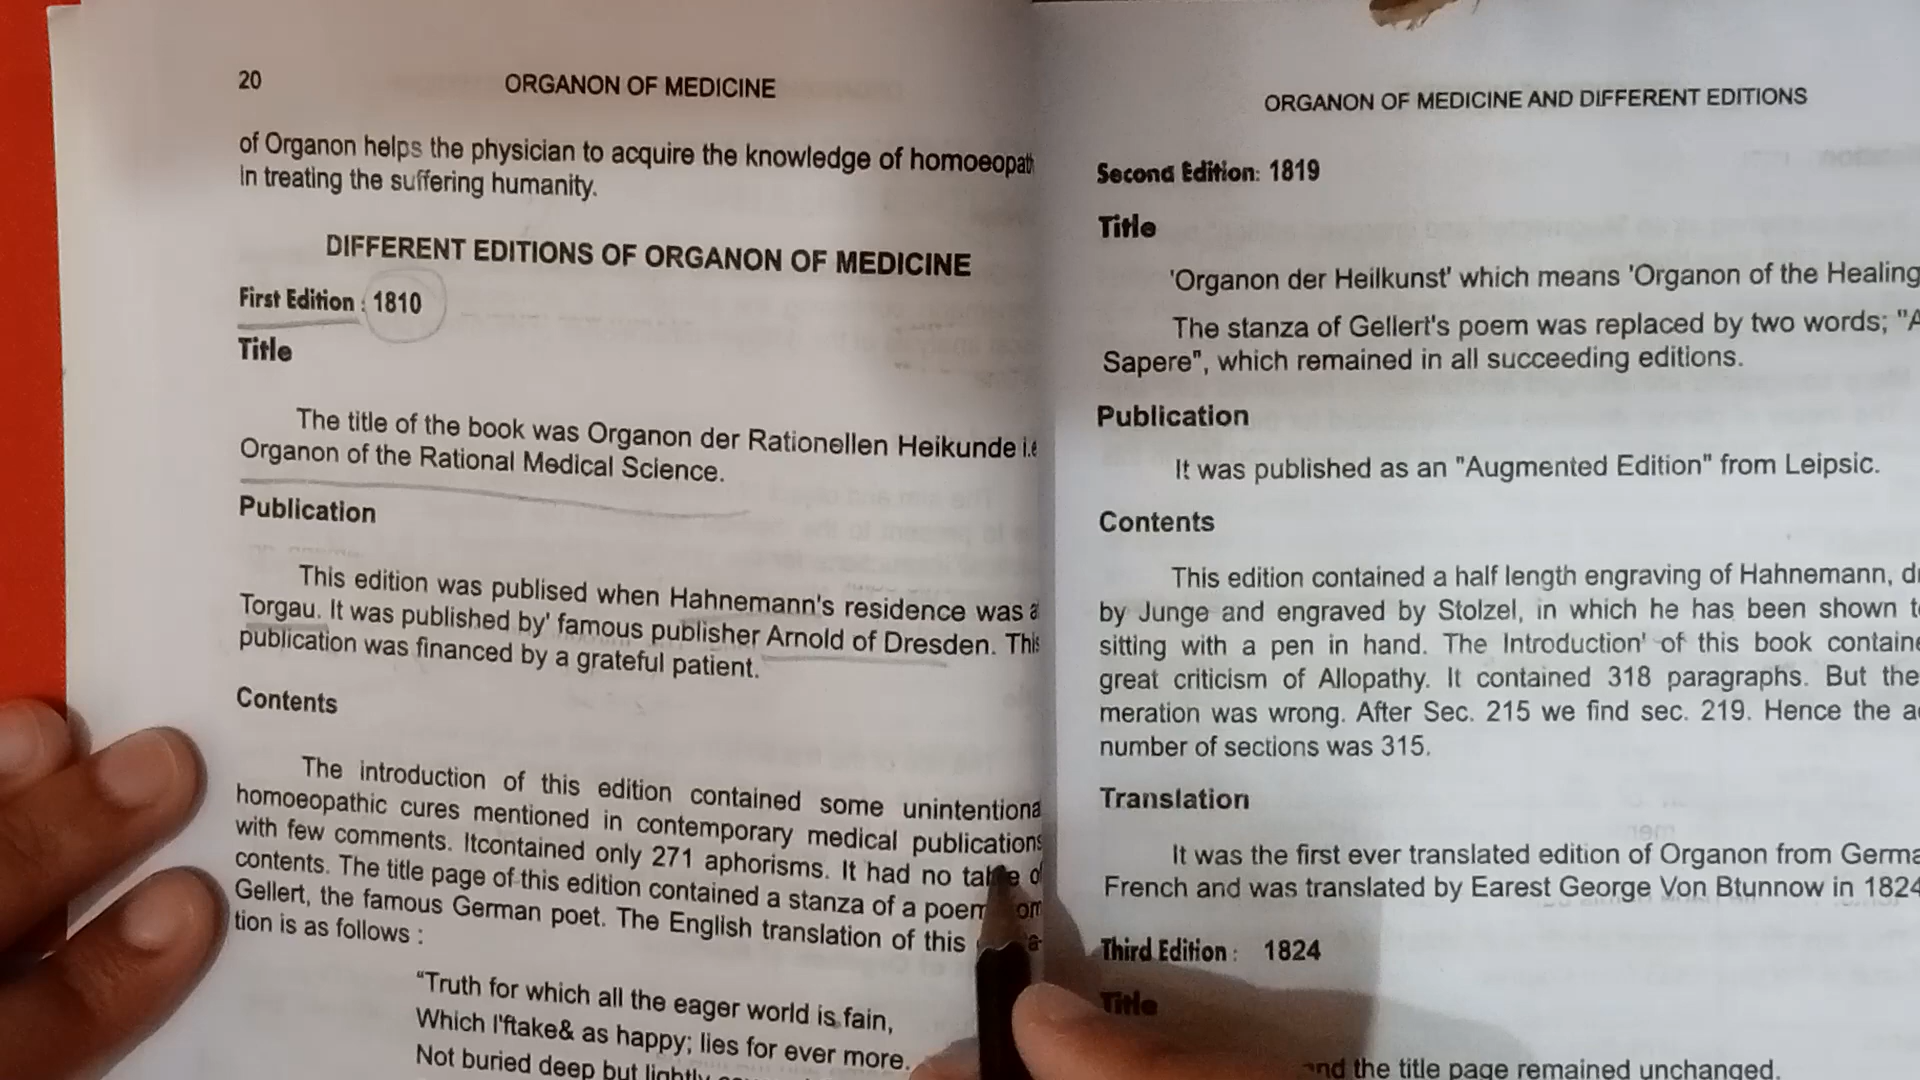 20
ORGANON OF MEDICINE
of Organon helps the physician to acquire the knowledge of homoeopath
in treating the suffering humanity.
DIFFERENT EDITIONS OF ORGANON OF MEDICINE
First Edition : 1810
Title
The title of the book was Organon der Rationellen Heikunde i.e
Organon of the Rational Medical Science.
Publication
This edition was publised when Hahnemann's residence was a
Torgau. It was published by' famous publisher Arnold of Dresden. This
publication was financed by a grateful patient.
Contents
The introduction of this edition contained some unintentiona
homoeopathic cures mentioned in contemporary medical publications
with few comments. Itcontained only 271 aphorisms. It had no table o
contents. The title page of this edition contained a stanza of a poem
Gellert, the famous German poet. The English translation of this
tion is as follows :
“Truth for which all the eager world is fain,
Which I'ftake& as happy; lies for ever more.
Not buried deep but lightly
ORGANON OF MEDICINE AND DIFFERENT EDITIONS
Second Edition: 1819
Title
'Organon der Heilkunst' which means 'Organon of the Healing
The stanza of Gellert's poem was replaced by two words; "A
Sapere", which remained in all succeeding editions.
Publication
It was published as an "Augmented Edition" from Leipsic.
Contents
This edition contained a half length engraving of Hahnemann, d
by Junge and engraved by Stolzel, in which he has been shown t
sitting with a pen in hand. The Introduction' of this book containe
great criticism of Allopathy. It contained 318 paragraphs. But the
meration was wrong. After Sec. 215 we find sec. 219. Hence the a
number of sections was 315.
Translation
It was the first ever translated edition of Organon from Germa
French and was translated by Earest George Von Btunnow in 1824
Third Edition : 1824
Title
and the title page remained unchanged.